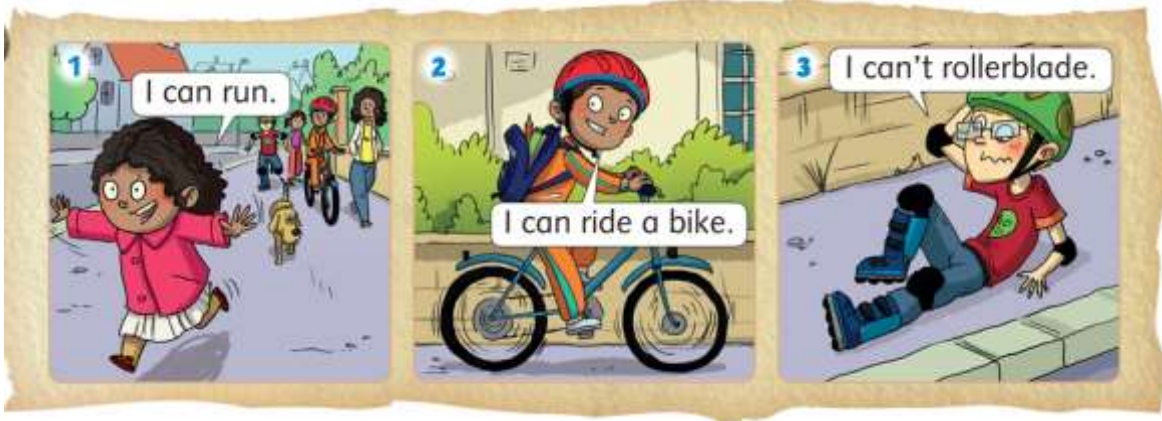 1
I can run.
2
I can ride a bike.
3
I can't rollerblade.